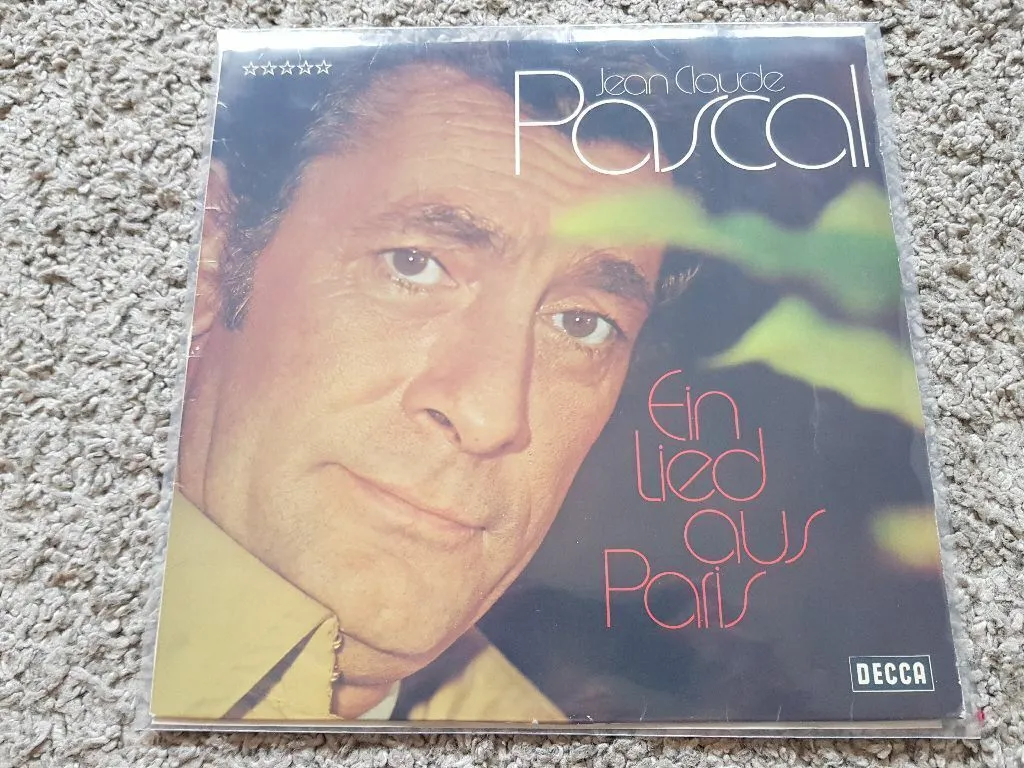 Jean Claude
Pascal
Ein
Lied
aus
Paris
DECCA